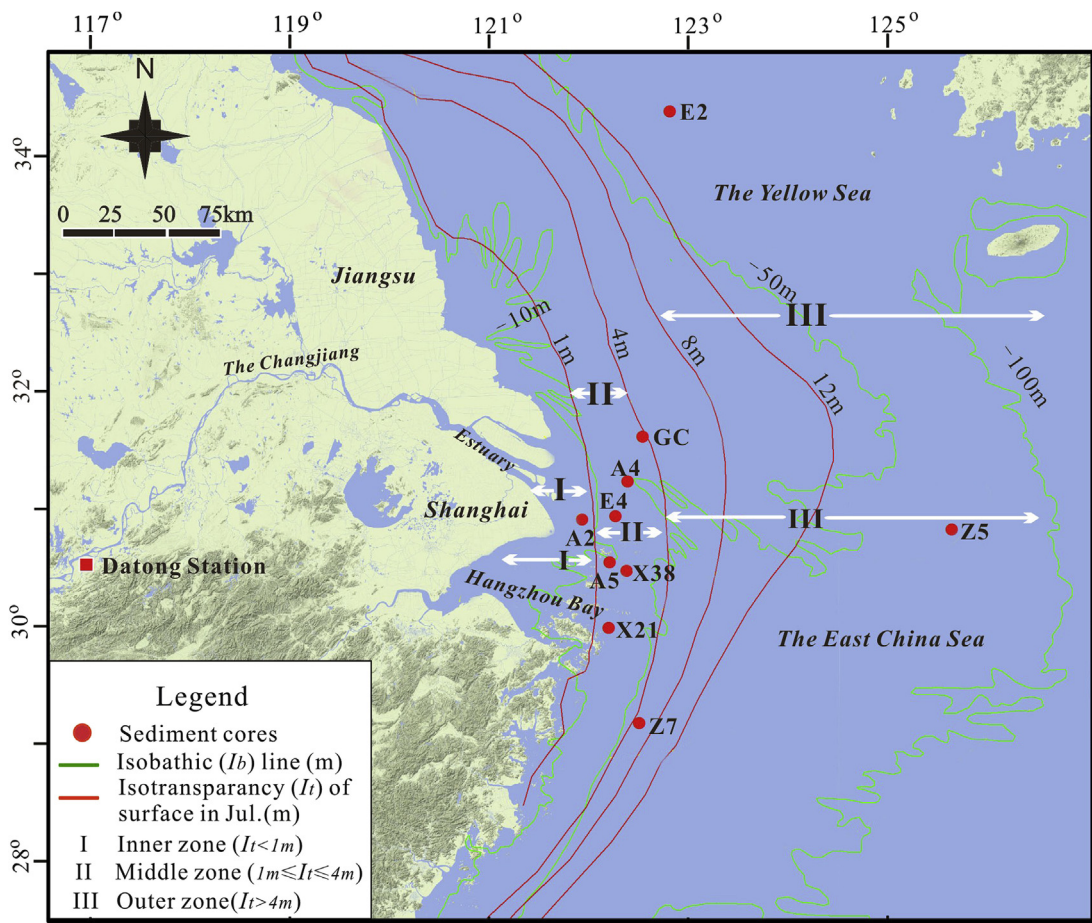 117° 119° 121° 123° 125°
N
E2
34°
The Yellow Sea
0 25 50 75km
Jiangsu
-50m
III
-10m
1m
4m
8m
The Changjiang
-100m
32°
II
12m
GC
Estuary
A4
I
E4
Shanghai
A2
II
III
Z5
Datong Station
I
A5
X38
Hangzhou Bay
30°
X21
The East China Sea
Z7
28°
Legend
Sediment cores
Isobathic (Ib) line (m)
Isotransparency (It) of
surface in Jul.(m)
I Inner zone (It<1m)
II Middle zone (1m≤It≤4m)
III Outer zone(It>4m)